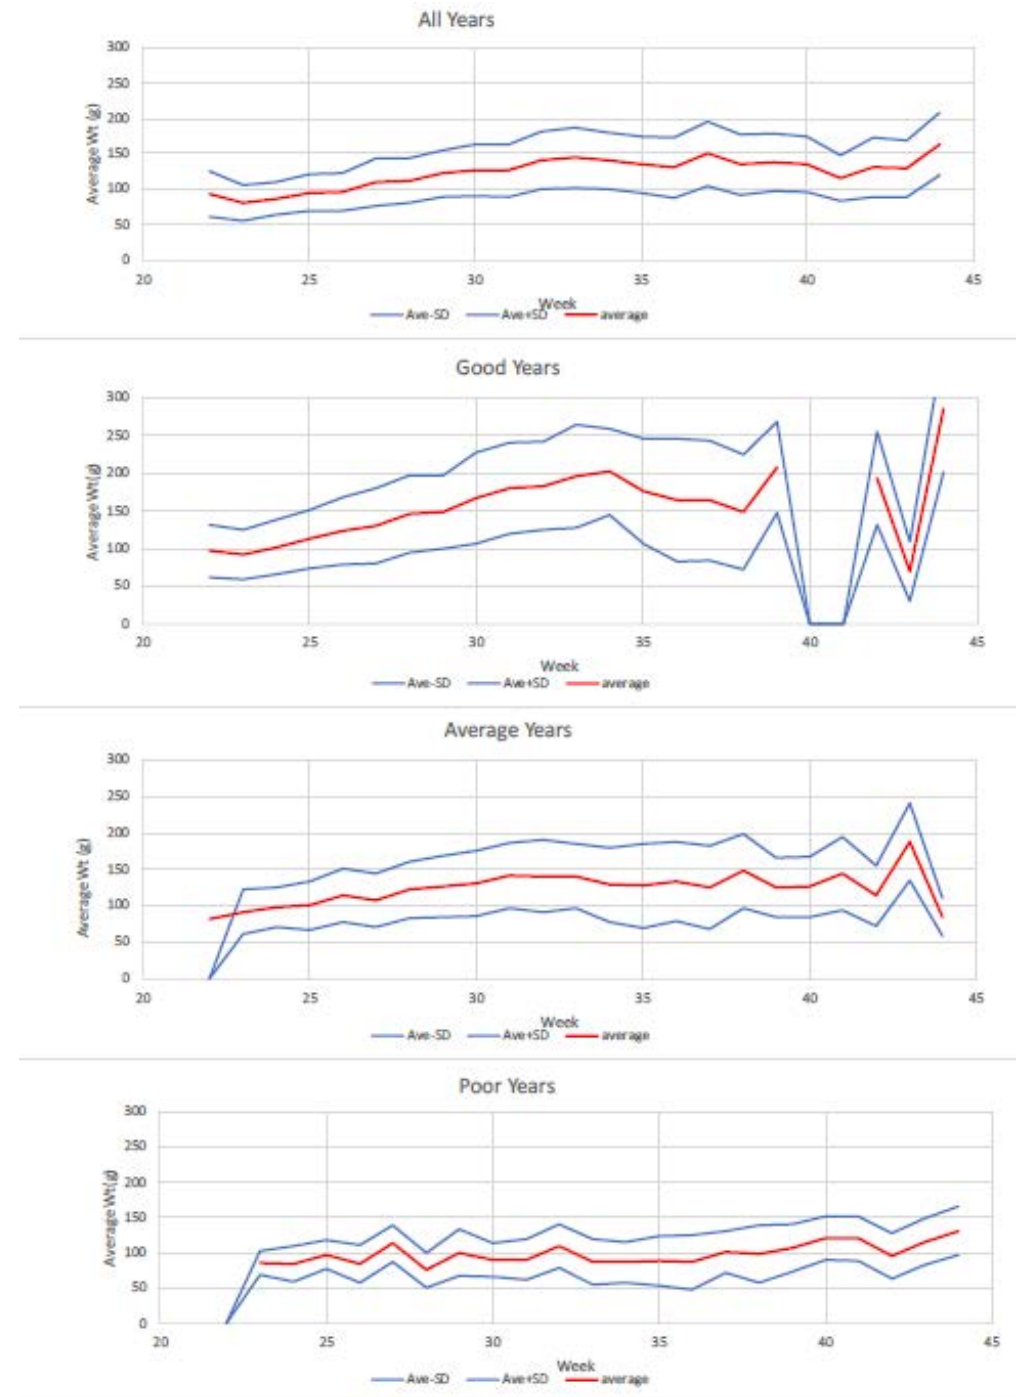 All Years
300
250
200
150
100
50
0
Average Wt (g)
20 25 30 35 40 45
Week
Ave-SD Ave+SD average
Good Years
300
250
200
150
100
50
0
Average Wt(g)
20 25 30 35 40 45
Week
Ave-SD Ave+SD average
Average Years
300
250
200
150
100
50
0
Average Wt (g)
20 25 30 35 40 45
Week
Ave-SD Ave+SD average
Poor Years
300
250
200
150
100
50
0
Average Wt(g)
20 25 30 35 40 45
Week
Ave-SD Ave+SD average